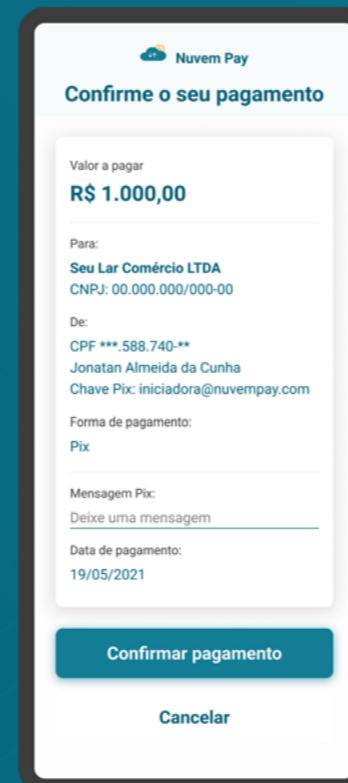 Nuvem Pay
Confirme o seu pagamento
Valor a pagar
R$ 1.000,00
Para:
Seu Lar Comércio LTDA
CNPJ: 00.000.000/000-00
De:
CPF ***.588.740-**
Jonatan Almeida da Cunha
Chave Pix: iniciadora@nuvempay.com
Forma de pagamento:
Pix
Mensagem Pix:
Deixe uma mensagem
Data de pagamento:
19/05/2021
Confirmar pagamento
Cancelar